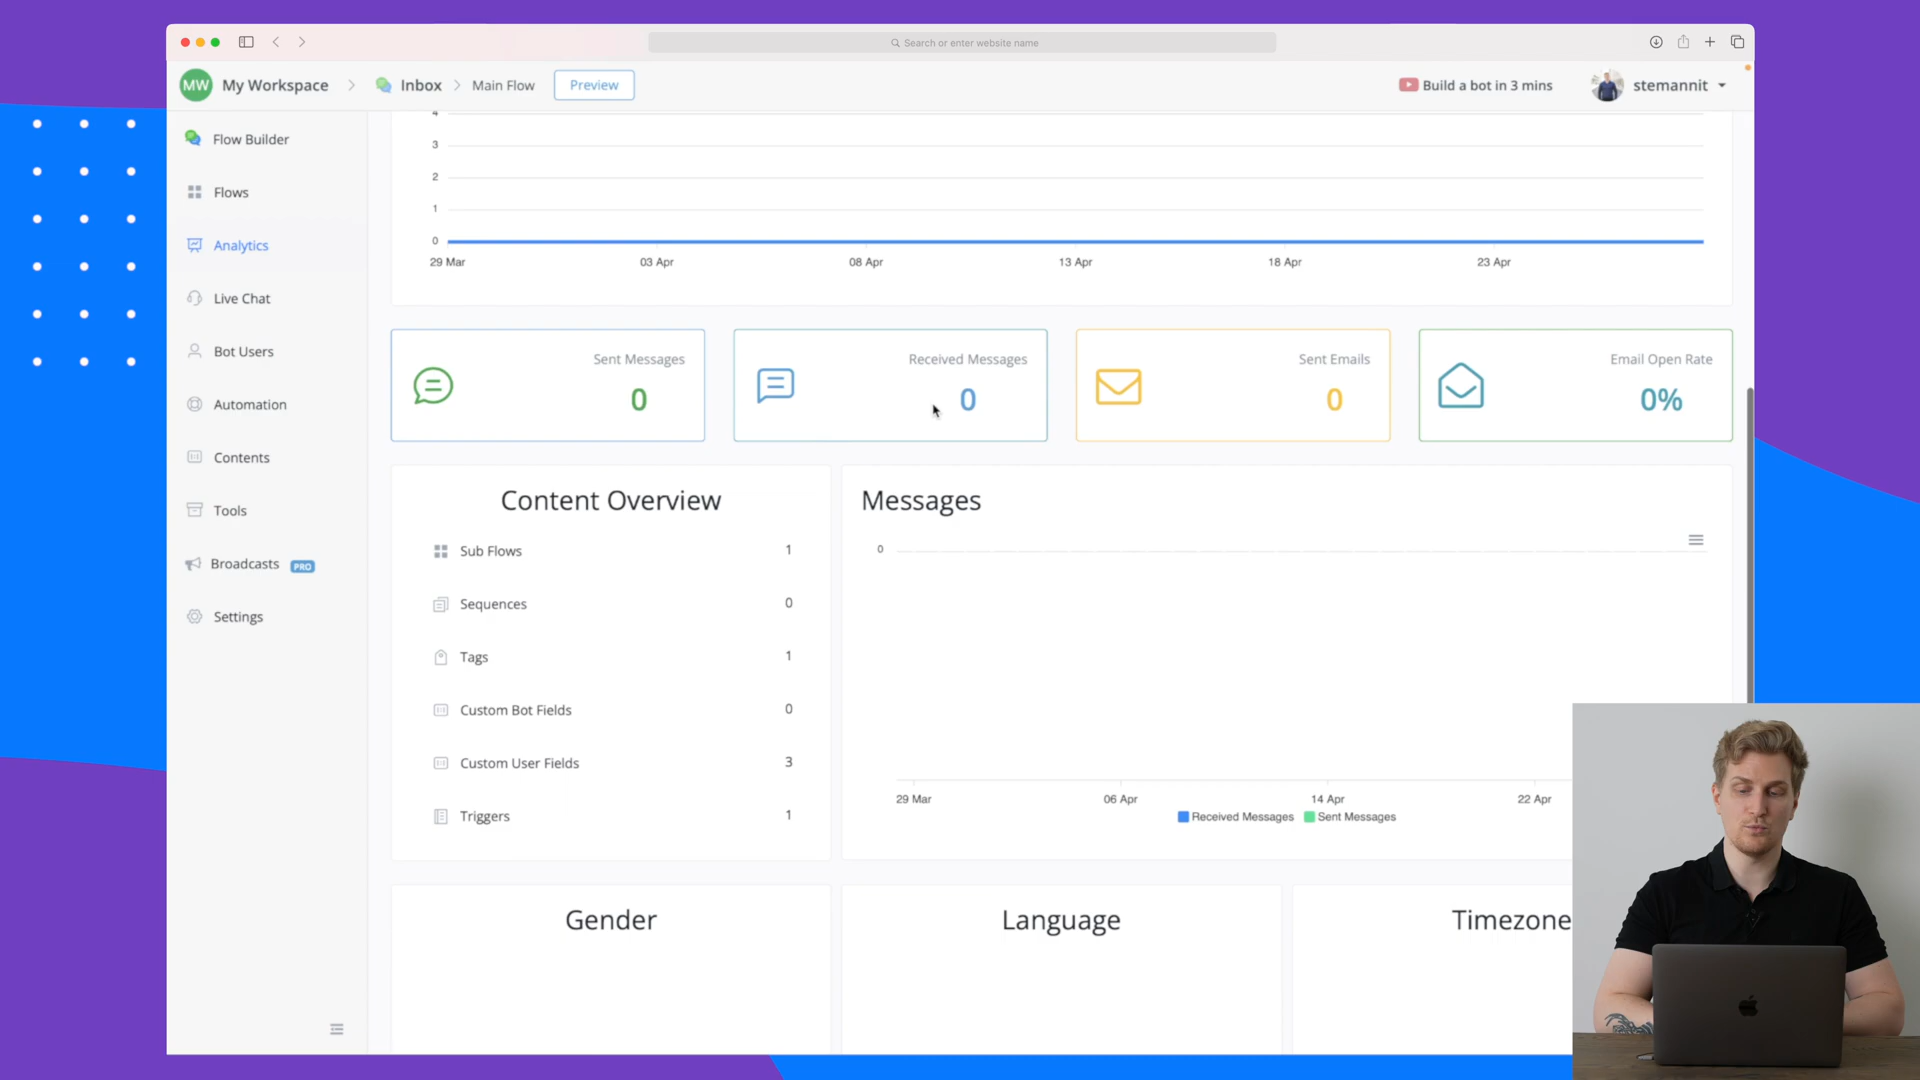 Search or enter website name
MW My Workspace Inbox Main Flow Preview Build a bot in 3 mins stemannit
Flow Builder
Flows
Analytics
Live Chat
Bot Users
Automation
Contents
Tools
Broadcasts PRO
Settings
4
3
2
1
0
29 Mar 03 Apr 08 Apr 13 Apr 18 Apr 23 Apr
Sent Messages
0
Received Messages
0
Sent Emails
0
Email Open Rate
0%
Content Overview
Sub Flows 1
Sequences 0
Tags 1
Custom Bot Fields 0
Custom User Fields 3
Triggers 1
Messages
0
29 Mar 06 Apr 14 Apr 22 Apr
Received Messages Sent Messages
Gender
Language
Timezone